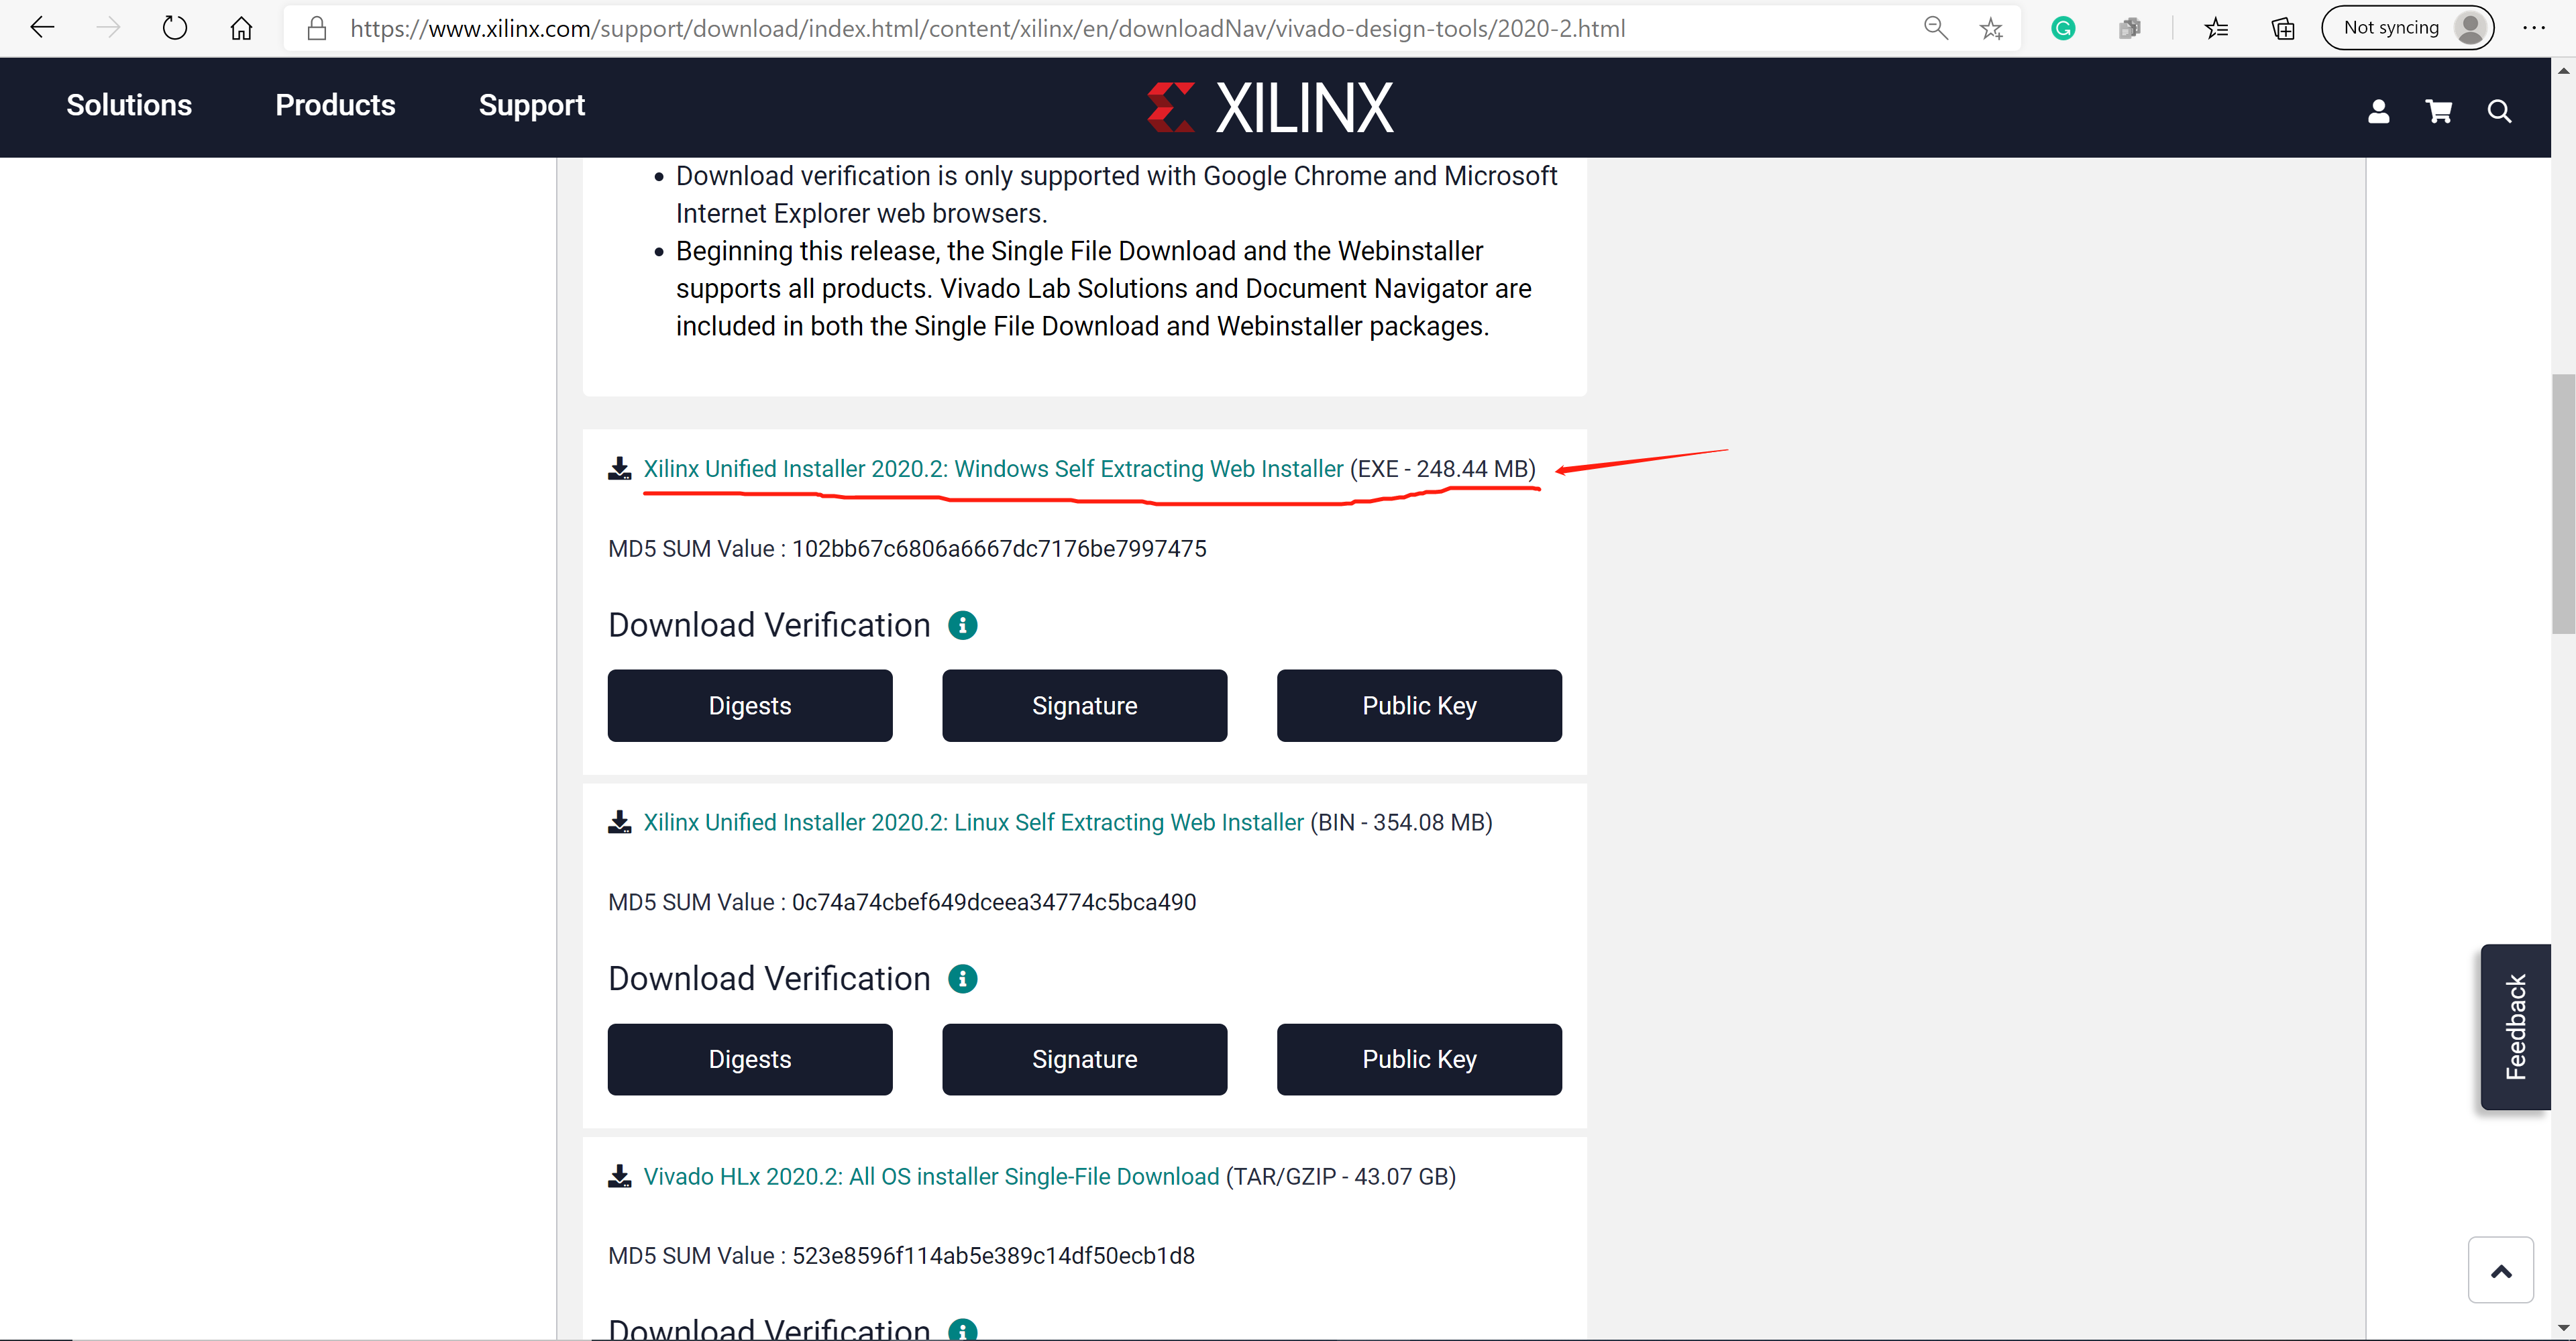 https://www.xilinx.com/support/download/index.html/content/xilinx/en/downloadNav/vivado-design-tools/2020-2.html
Not syncing
Solutions
Products
Support
XILINX
Download verification is only supported with Google Chrome and Microsoft
Internet Explorer web browsers.
Beginning this release, the Single File Download and the Webinstaller
supports all products. Vivado Lab Solutions and Document Navigator are
included in both the Single File Download and Webinstaller packages.
Xilinx Unified Installer 2020.2: Windows Self Extracting Web Installer (EXE - 248.44 MB)
MD5 SUM Value : 102bb67c6806a6667dc7176be7997475
Download Verification
Digests
Signature
Public Key
Xilinx Unified Installer 2020.2: Linux Self Extracting Web Installer (BIN - 354.08 MB)
MD5 SUM Value : 0c74a74cbef649dceea34774c5bca490
Download Verification
Digests
Signature
Public Key
Feedback
Vivado HLx 2020.2: All OS installer Single-File Download (TAR/GZIP - 43.07 GB)
MD5 SUM Value : 523e8596f114ab5e389c14df50ecb1d8
Download Verification